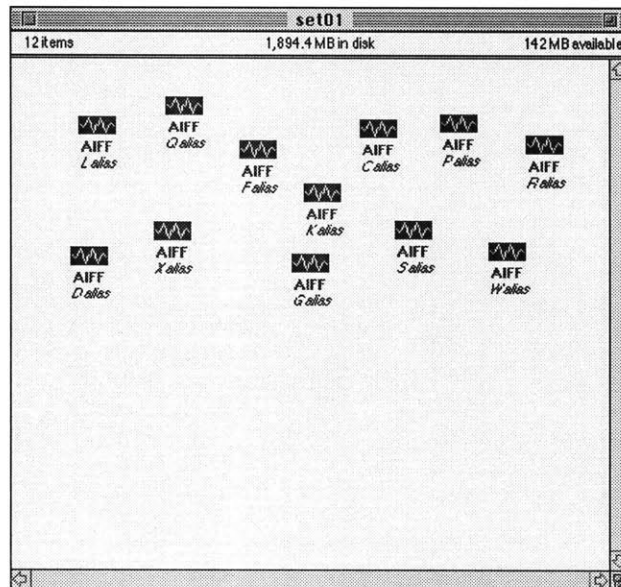 set01
12 items 1,894.4 MB in disk 142 MB available
AIFF
L alias
AIFF
Q alias
AIFF
F alias
AIFF
K alias
AIFF
C alias
AIFF
P alias
AIFF
R alias
AIFF
D alias
AIFF
X alias
AIFF
G alias
AIFF
S alias
AIFF
W alias